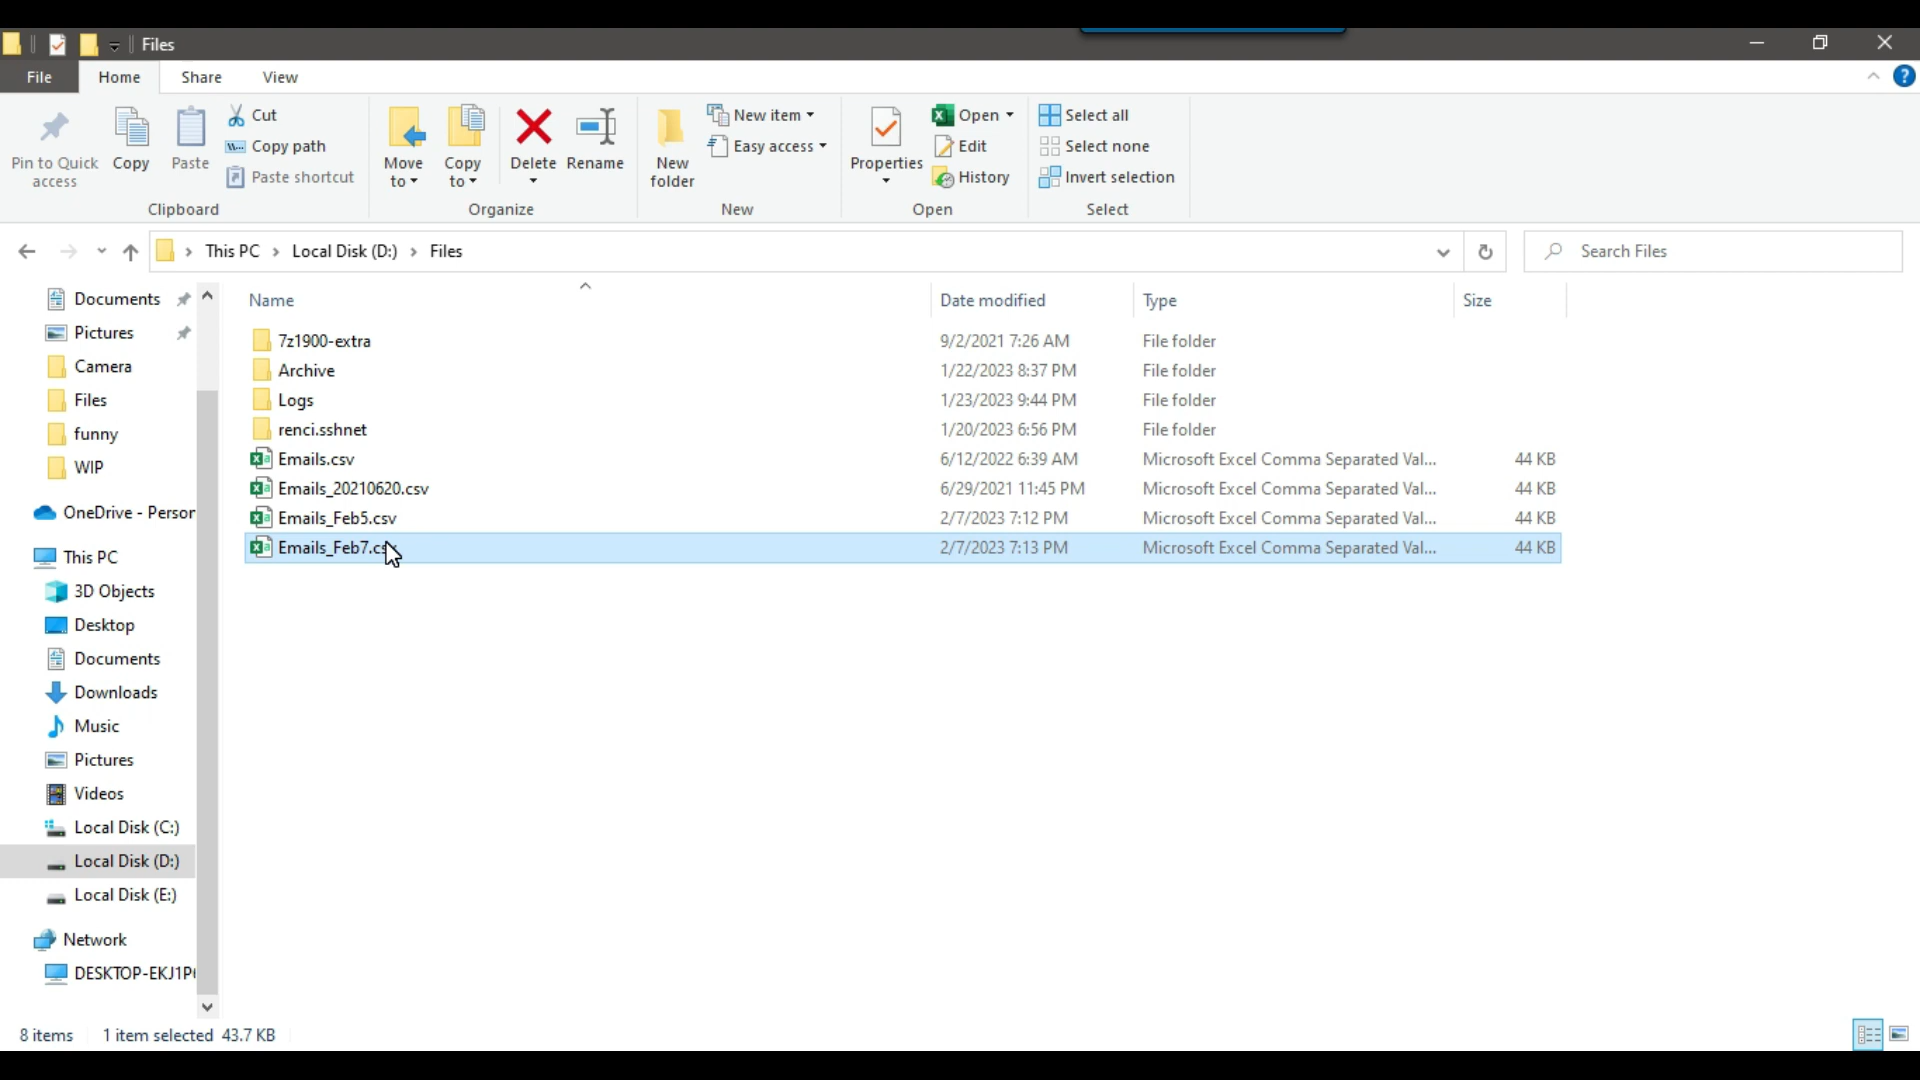 Files
File Home Share View
Pin to Quick access
Copy
Paste
Cut
Copy path
Paste shortcut
Clipboard
Move to
Copy to
Delete
Rename
Organize
New folder
New item
Easy access
New
Properties
Open
Edit
History
Open
Select all
Select none
Invert selection
Select
This PC > Local Disk (D:) > Files
Search Files
Documents
Pictures
Camera
Files
funny
WIP
OneDrive - Person
This PC
3D Objects
Desktop
Documents
Downloads
Music
Pictures
Videos
Local Disk (C:)
Local Disk (D:)
Local Disk (E:)
Network
DESKTOP-EKJ1P
Name Date modified Type Size
7z1900-extra 9/2/2021 7:26 AM File folder
Archive 1/22/2023 8:37 PM File folder
Logs 1/23/2023 9:44 PM File folder
renci.sshnet 1/20/2023 6:56 PM File folder
Emails.csv 6/12/2022 6:39 AM Microsoft Excel Comma Separated Val... 44 KB
Emails_20210620.csv 6/29/2021 11:45 PM Microsoft Excel Comma Separated Val... 44 KB
Emails_Feb5.csv 2/7/2023 7:12 PM Microsoft Excel Comma Separated Val... 44 KB
Emails_Feb7.csv 2/7/2023 7:13 PM Microsoft Excel Comma Separated Val... 44 KB
8 items 1 item selected 43.7 KB